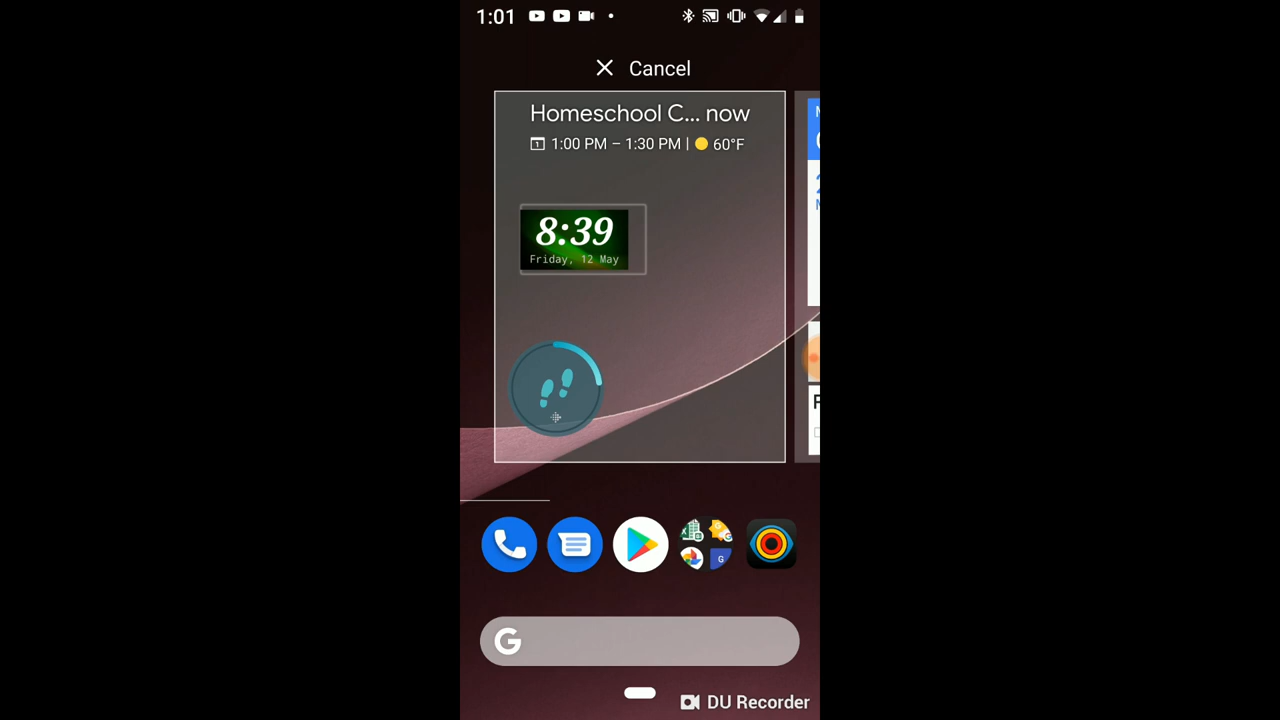 1:01
Cancel
Homeschool C... now
1:00 PM – 1:30 PM | 60°F
8:39
Friday, 12 May
G
DU Recorder